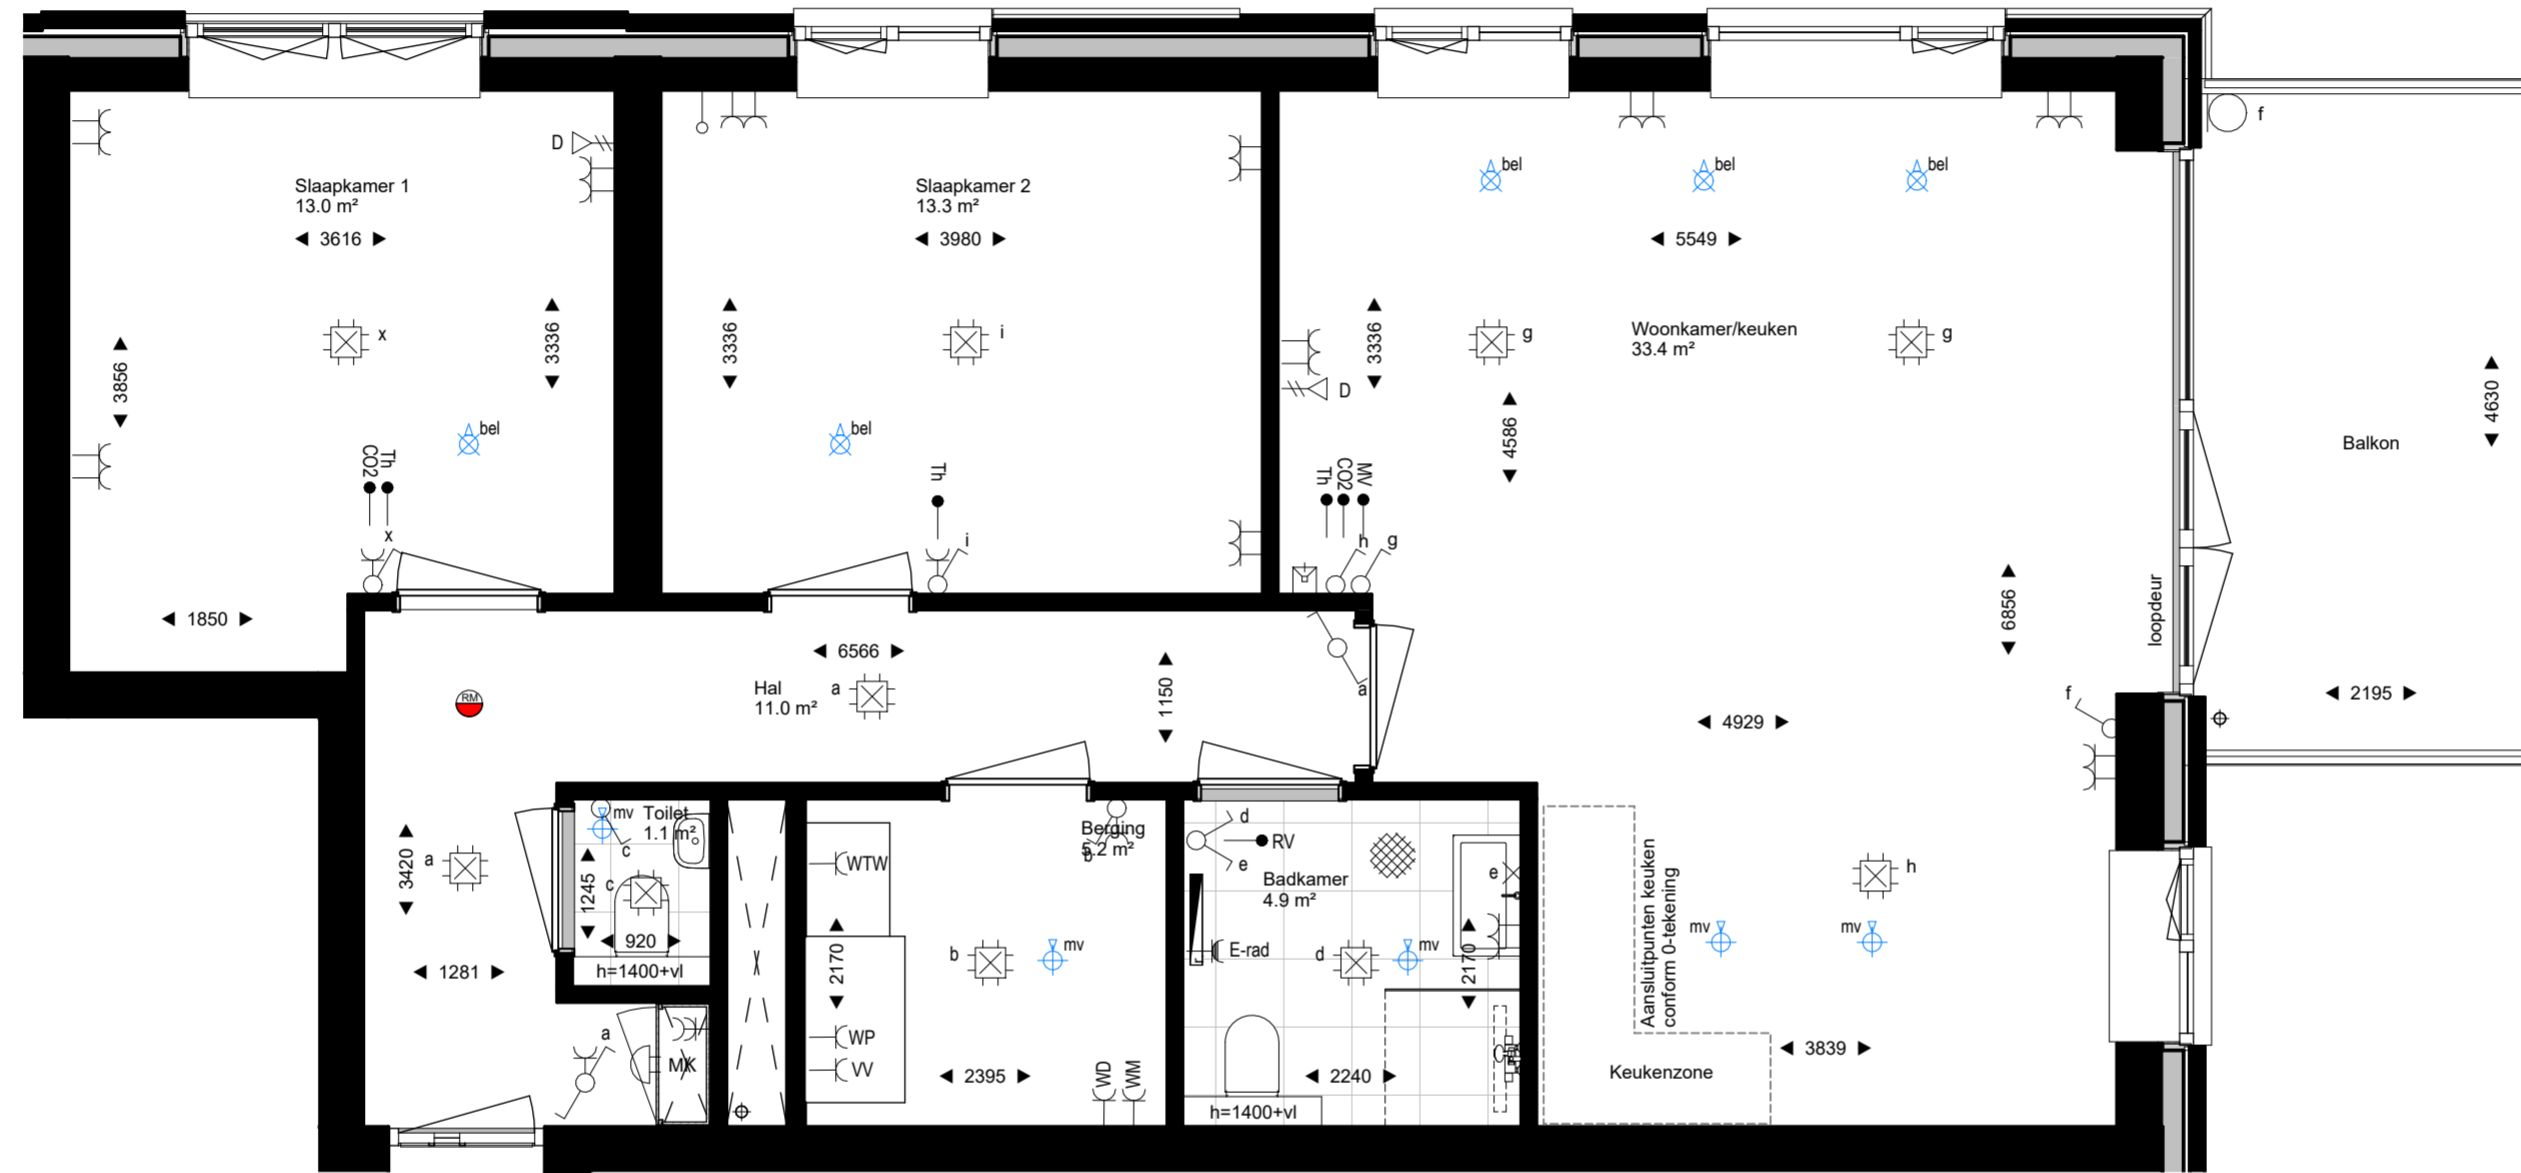 f
D
bel
bel
bel
Slaapkamer 1
13.0 m²
Slaapkamer 2
13.3 m²
3616
3980
5549
x
i
g
Woonkamer/keuken
33.4 m²
g
3856
3336
3336
3336
D
4630
4586
bel
bel
Balkon
CO2
Th
Th
Th
CO2
MV
x
i
h
g
1850
6566
6856
loopdeur
Hal
11.0 m²
a
1150
a
RM
f
2195
4929
mv
Toilet
1.1 m²
c
Berging
5.2 m²
b
d
RV
e
Badkamer
4.9 m²
e
3420
a
1245
c
WTW
Aansluitpunten keuken
conform 0-tekening
h
920
2170
b
mv
E-rad
d
mv
2170
mv
mv
1281
h=1400+vl
a
MK
WP
VV
2395
WD
WM
2240
h=1400+vl
Keukenzone
3839